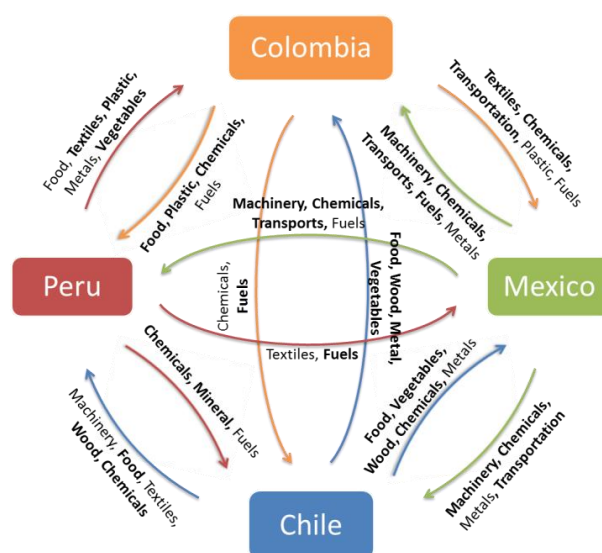 Colombia
Food, Textiles, Plastic,
Metals, Vegetables
Food, Plastic, Chemicals,
Fuels
Textiles, Chemicals,
Transportation, Plastic, Fuels
Machinery, Chemicals,
Transports, Fuels, Metals
Machinery, Chemicals,
Transports, Fuels
Peru
Mexico
Chemicals,
Fuels
Food, Wood, Metal,
Vegetables
Textiles, Fuels
Chemicals, Mineral, Fuels
Machinery, Food, Textiles,
Wood, Chemicals
Food, Vegetables,
Wood, Chemicals, Metals
Machinery, Chemicals,
Metals, Transportation
Chile